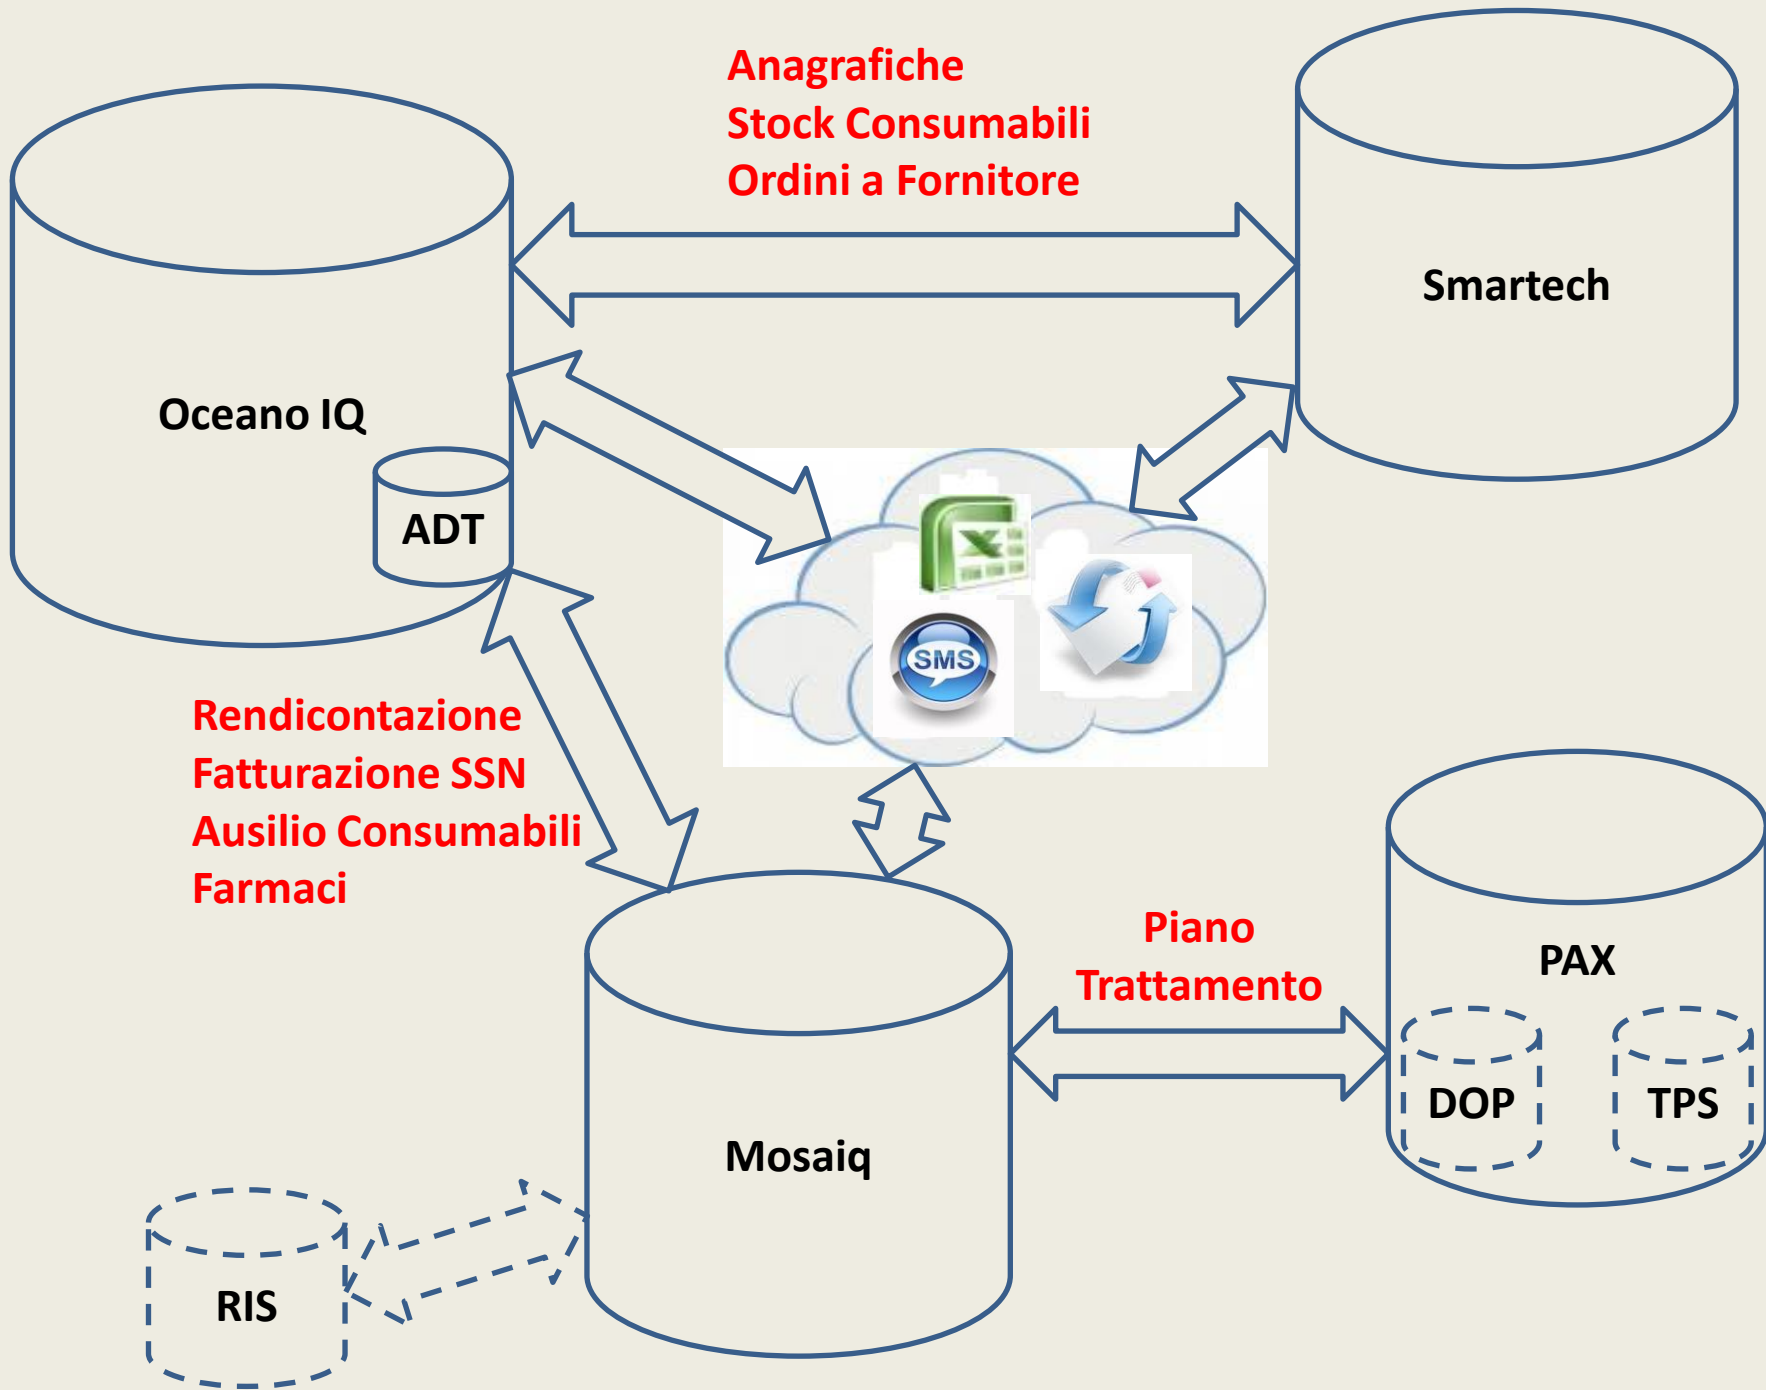 Anagrafiche
Stock Consumabili
Ordini a Fornitore
Smartech
Oceano IQ
ADT
SMS
Rendicontazione
Fatturazione SSN
Ausilio Consumabili
Farmaci
Piano
Trattamento
PAX
DOP
TPS
Mosaiq
RIS